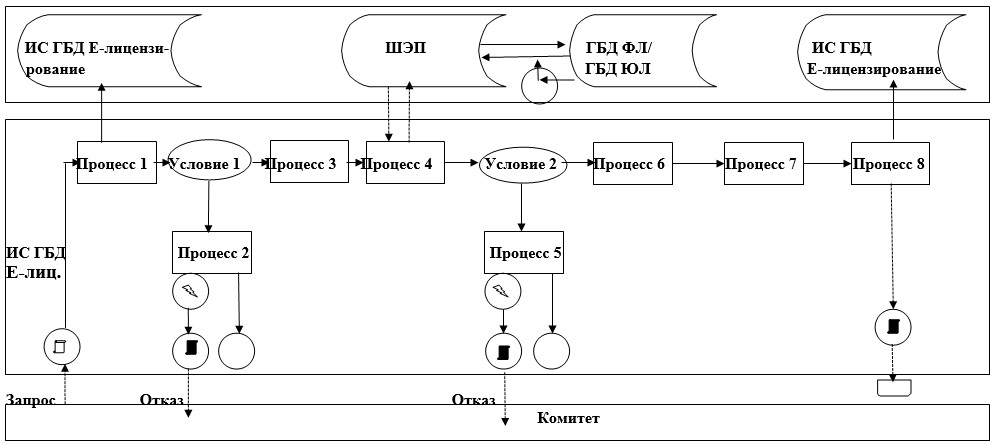 ИС ГБД Е-лицензи-
рование
ШЭП
ГБД ФЛ/
ГБД ЮЛ
ИС ГБД
Е-лицензирование
Процесс 1
Условие 1
Процесс 3
Процесс 4
Условие 2
Процесс 6
Процесс 7
Процесс 8
Процесс 2
Процесс 5
ИС ГБД
Е-лиц.
Запрос
Отказ
Отказ
Комитет